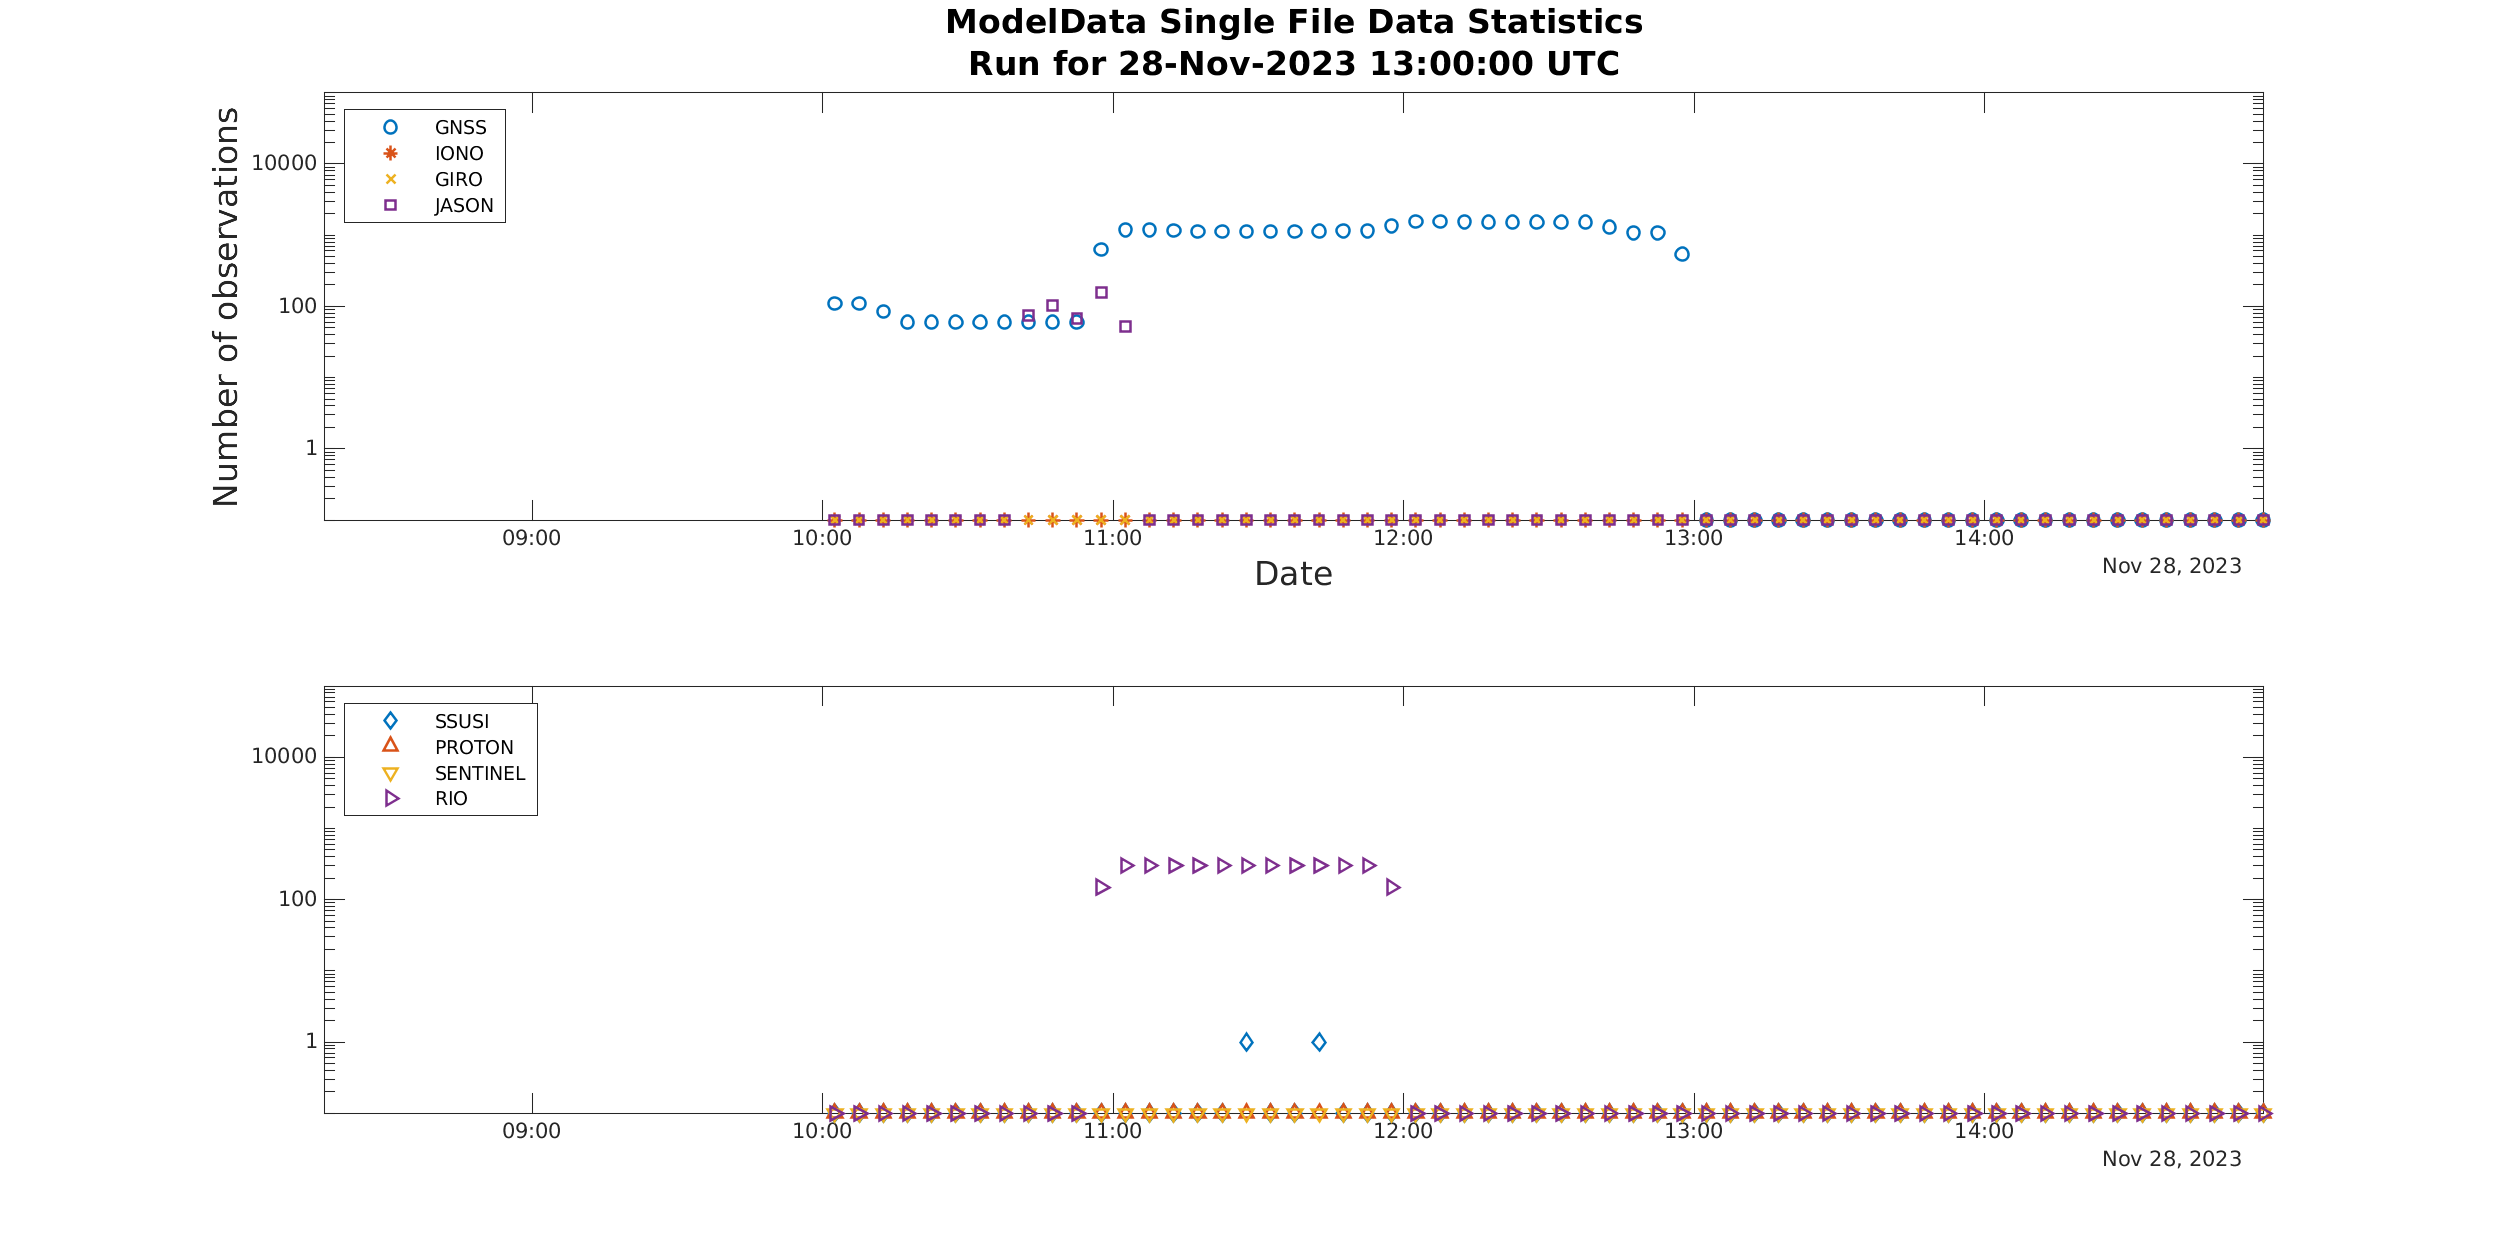 ModelData Single File Data Statistics
Run for 28-Nov-2023 13:00:00 UTC
Number of observations
10000
100
1
GNSS
IONO
GIRO
JASON
09:00
10:00
11:00
12:00
13:00
14:00
Nov 28, 2023
Date
10000
100
1
SSUSI
PROTON
SENTINEL
RIO
09:00
10:00
11:00
12:00
13:00
14:00
Nov 28, 2023